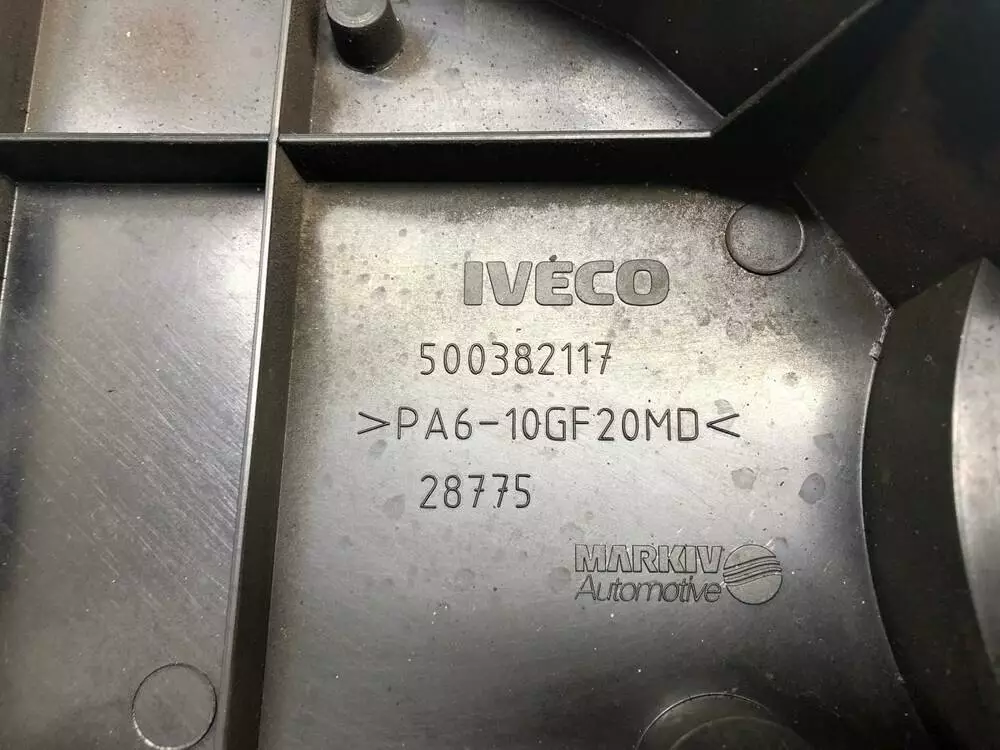 IVECO
500382117
>PA6-10GF20MD<
28775
MARKIV
Automotive